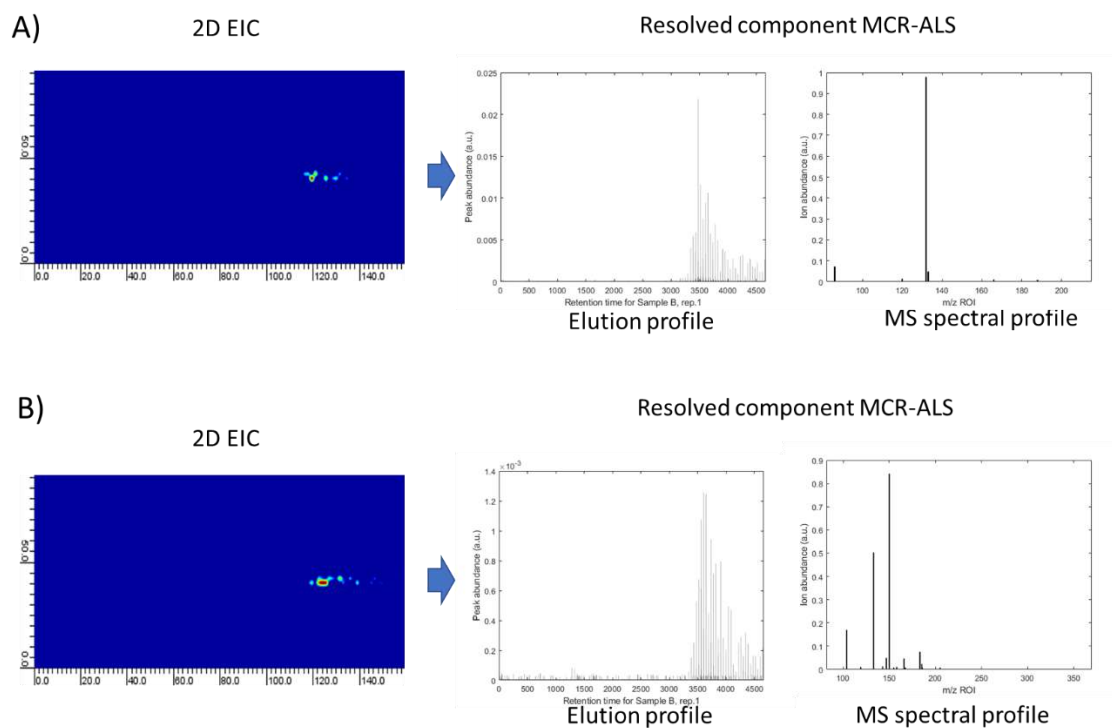 A)
2D EIC
Resolved component MCR-ALS
50.0
0.0
0.0 20.0 40.0 60.0 80.0 100.0 120.0 140.0
Peak abundance (a.u.)
0.025
0.02
0.015
0.01
0.005
0
0 500 1000 1500 2000 2500 3000 3500 4000 4500
Retention time for Sample B, rep.1
Elution profile
Ion abundance (a.u.)
1
0.9
0.8
0.7
0.6
0.5
0.4
0.3
0.2
0.1
0
100 120 140 160 180 200
m/z ROI
MS spectral profile
B)
2D EIC
Resolved component MCR-ALS
50.0
0.0
0.0 20.0 40.0 60.0 80.0 100.0 120.0 140.0
Peak abundance (a.u.)
×10⁻³
1.4
1.2
1
0.8
0.6
0.4
0.2
0
0 500 1000 1500 2000 2500 3000 3500 4000 4500
Retention time for Sample B, rep.1
Elution profile
Ion abundance (a.u.)
0.9
0.8
0.7
0.6
0.5
0.4
0.3
0.2
0.1
0
100 150 200 250 300 350
m/z ROI
MS spectral profile